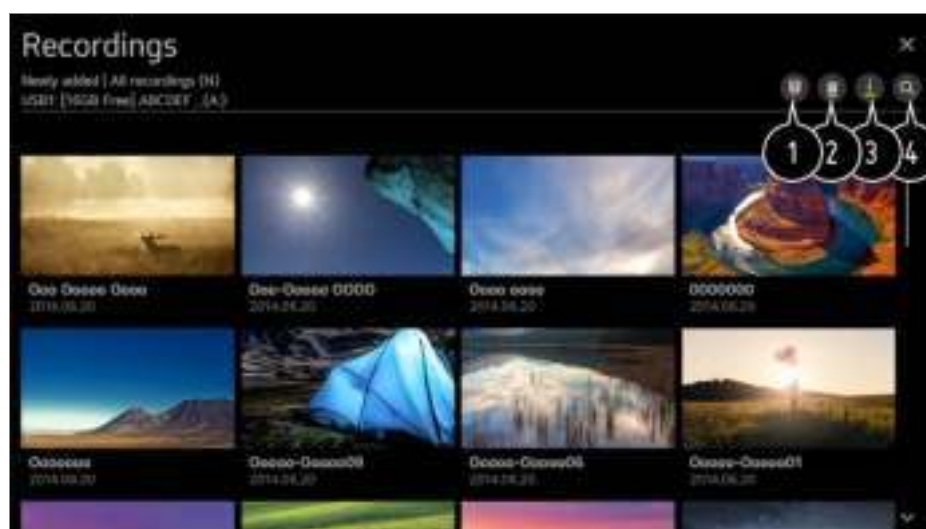 Recordings
Newly added | All recordings (N)
USB1: [16GB Free] ABCDEF
1 2 3 4
Ooo Ooooo Oooo
Ooo-Ooooo OOOO
Oooo oooo
OOOOOOO
2014.06.20
2014.06.20
2014.06.20
2014.06.20
Ooooooo
Ooooo-Ooooo09
Ooooo-Ooooo06
Ooooo-Ooooo01
2014.06.20
2014.06.20
2014.06.20
2014.06.20